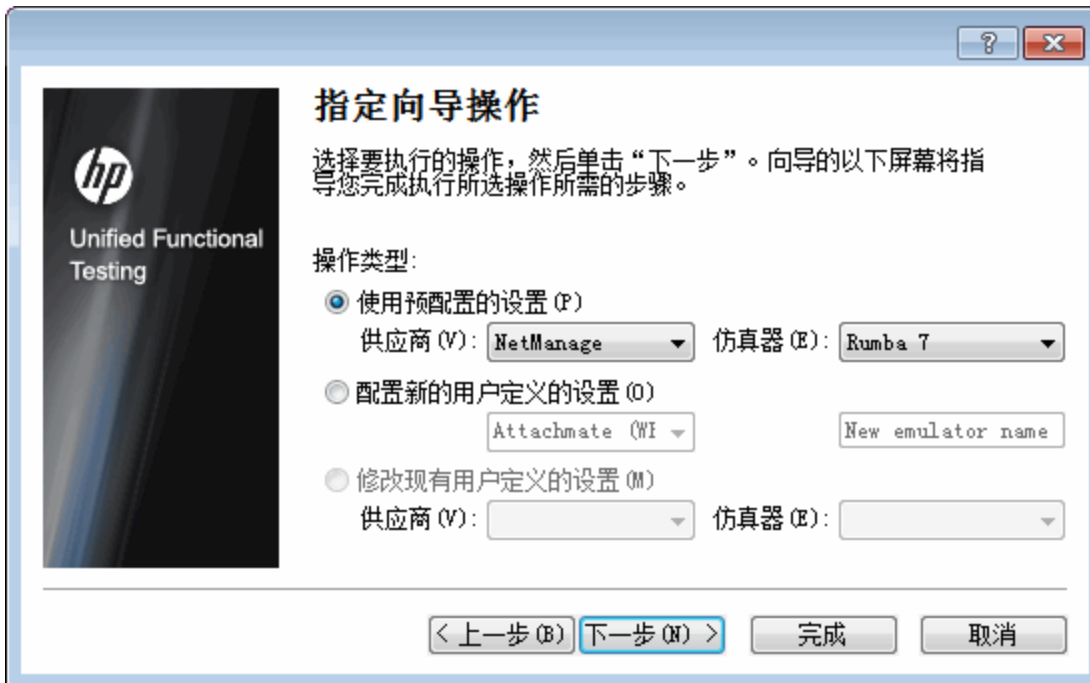 ?
hp
Unified Functional
Testing
指定向导操作
选择要执行的操作，然后单击“下一步”。向导的以下屏幕将指
导您完成执行所选操作所需的步骤。
操作类型:
使用预配置的设置(P)
供应商(V): NetManage 仿真器(E): Rumba 7
配置新的用户定义的设置(O)
Attachmate (WI New emulator name
修改现有用户定义的设置(M)
供应商(V): 仿真器(E):
< 上一步(B) 下一步(N) > 完成 取消